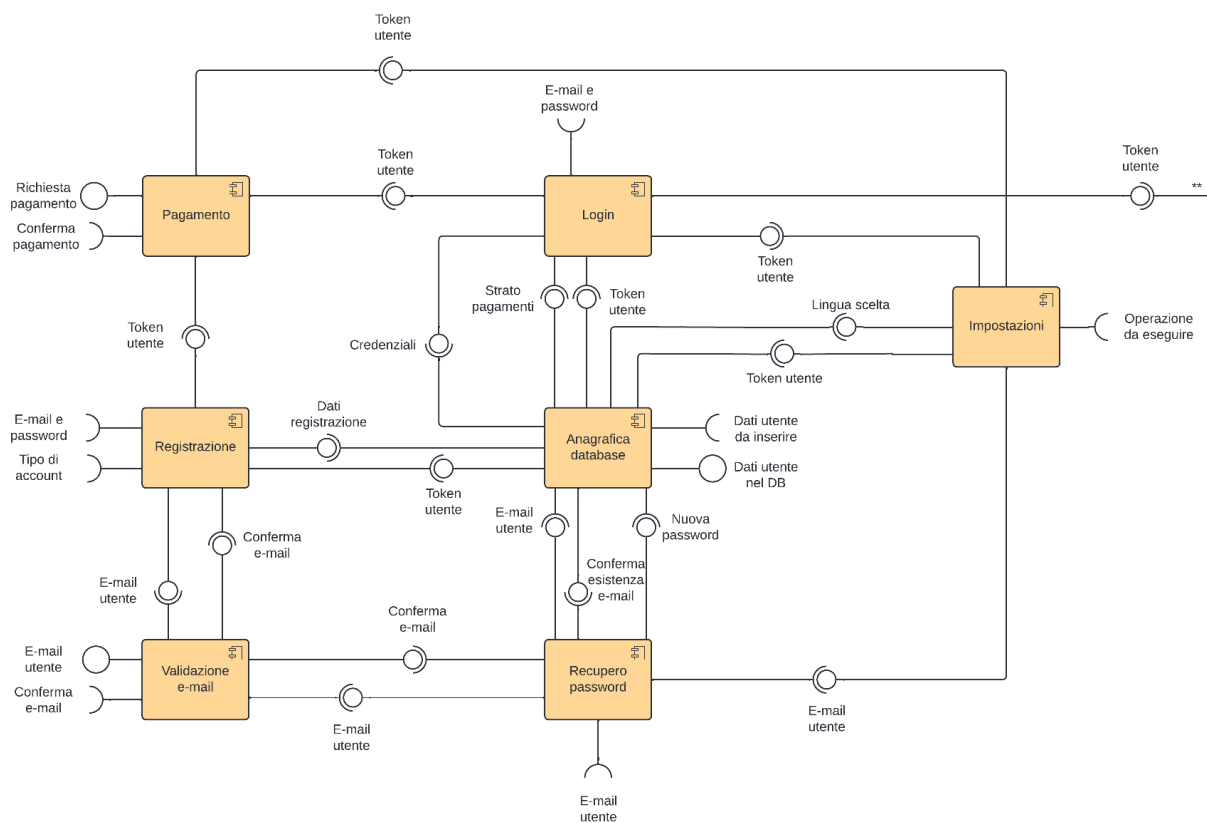 Token
utente
E-mail e
password
Token
utente
Token
utente
**
Richiesta
pagamento
Conferma
pagamento
Pagamento
Login
Token
utente
Strato
pagamenti
Token
utente
Lingua scelta
Impostazioni
Operazione
da eseguire
Token
utente
Credenziali
Token utente
E-mail e
password
Tipo di
account
Registrazione
Dati
registrazione
Anagrafica
database
Dati utente
da inserire
Dati utente
nel DB
Token
utente
E-mail
utente
Nuova
password
Conferma
e-mail
Conferma
esistenza
e-mail
E-mail
utente
Conferma
e-mail
E-mail
utente
Conferma
e-mail
Validazione
e-mail
Recupero
password
E-mail
utente
E-mail
utente
E-mail
utente